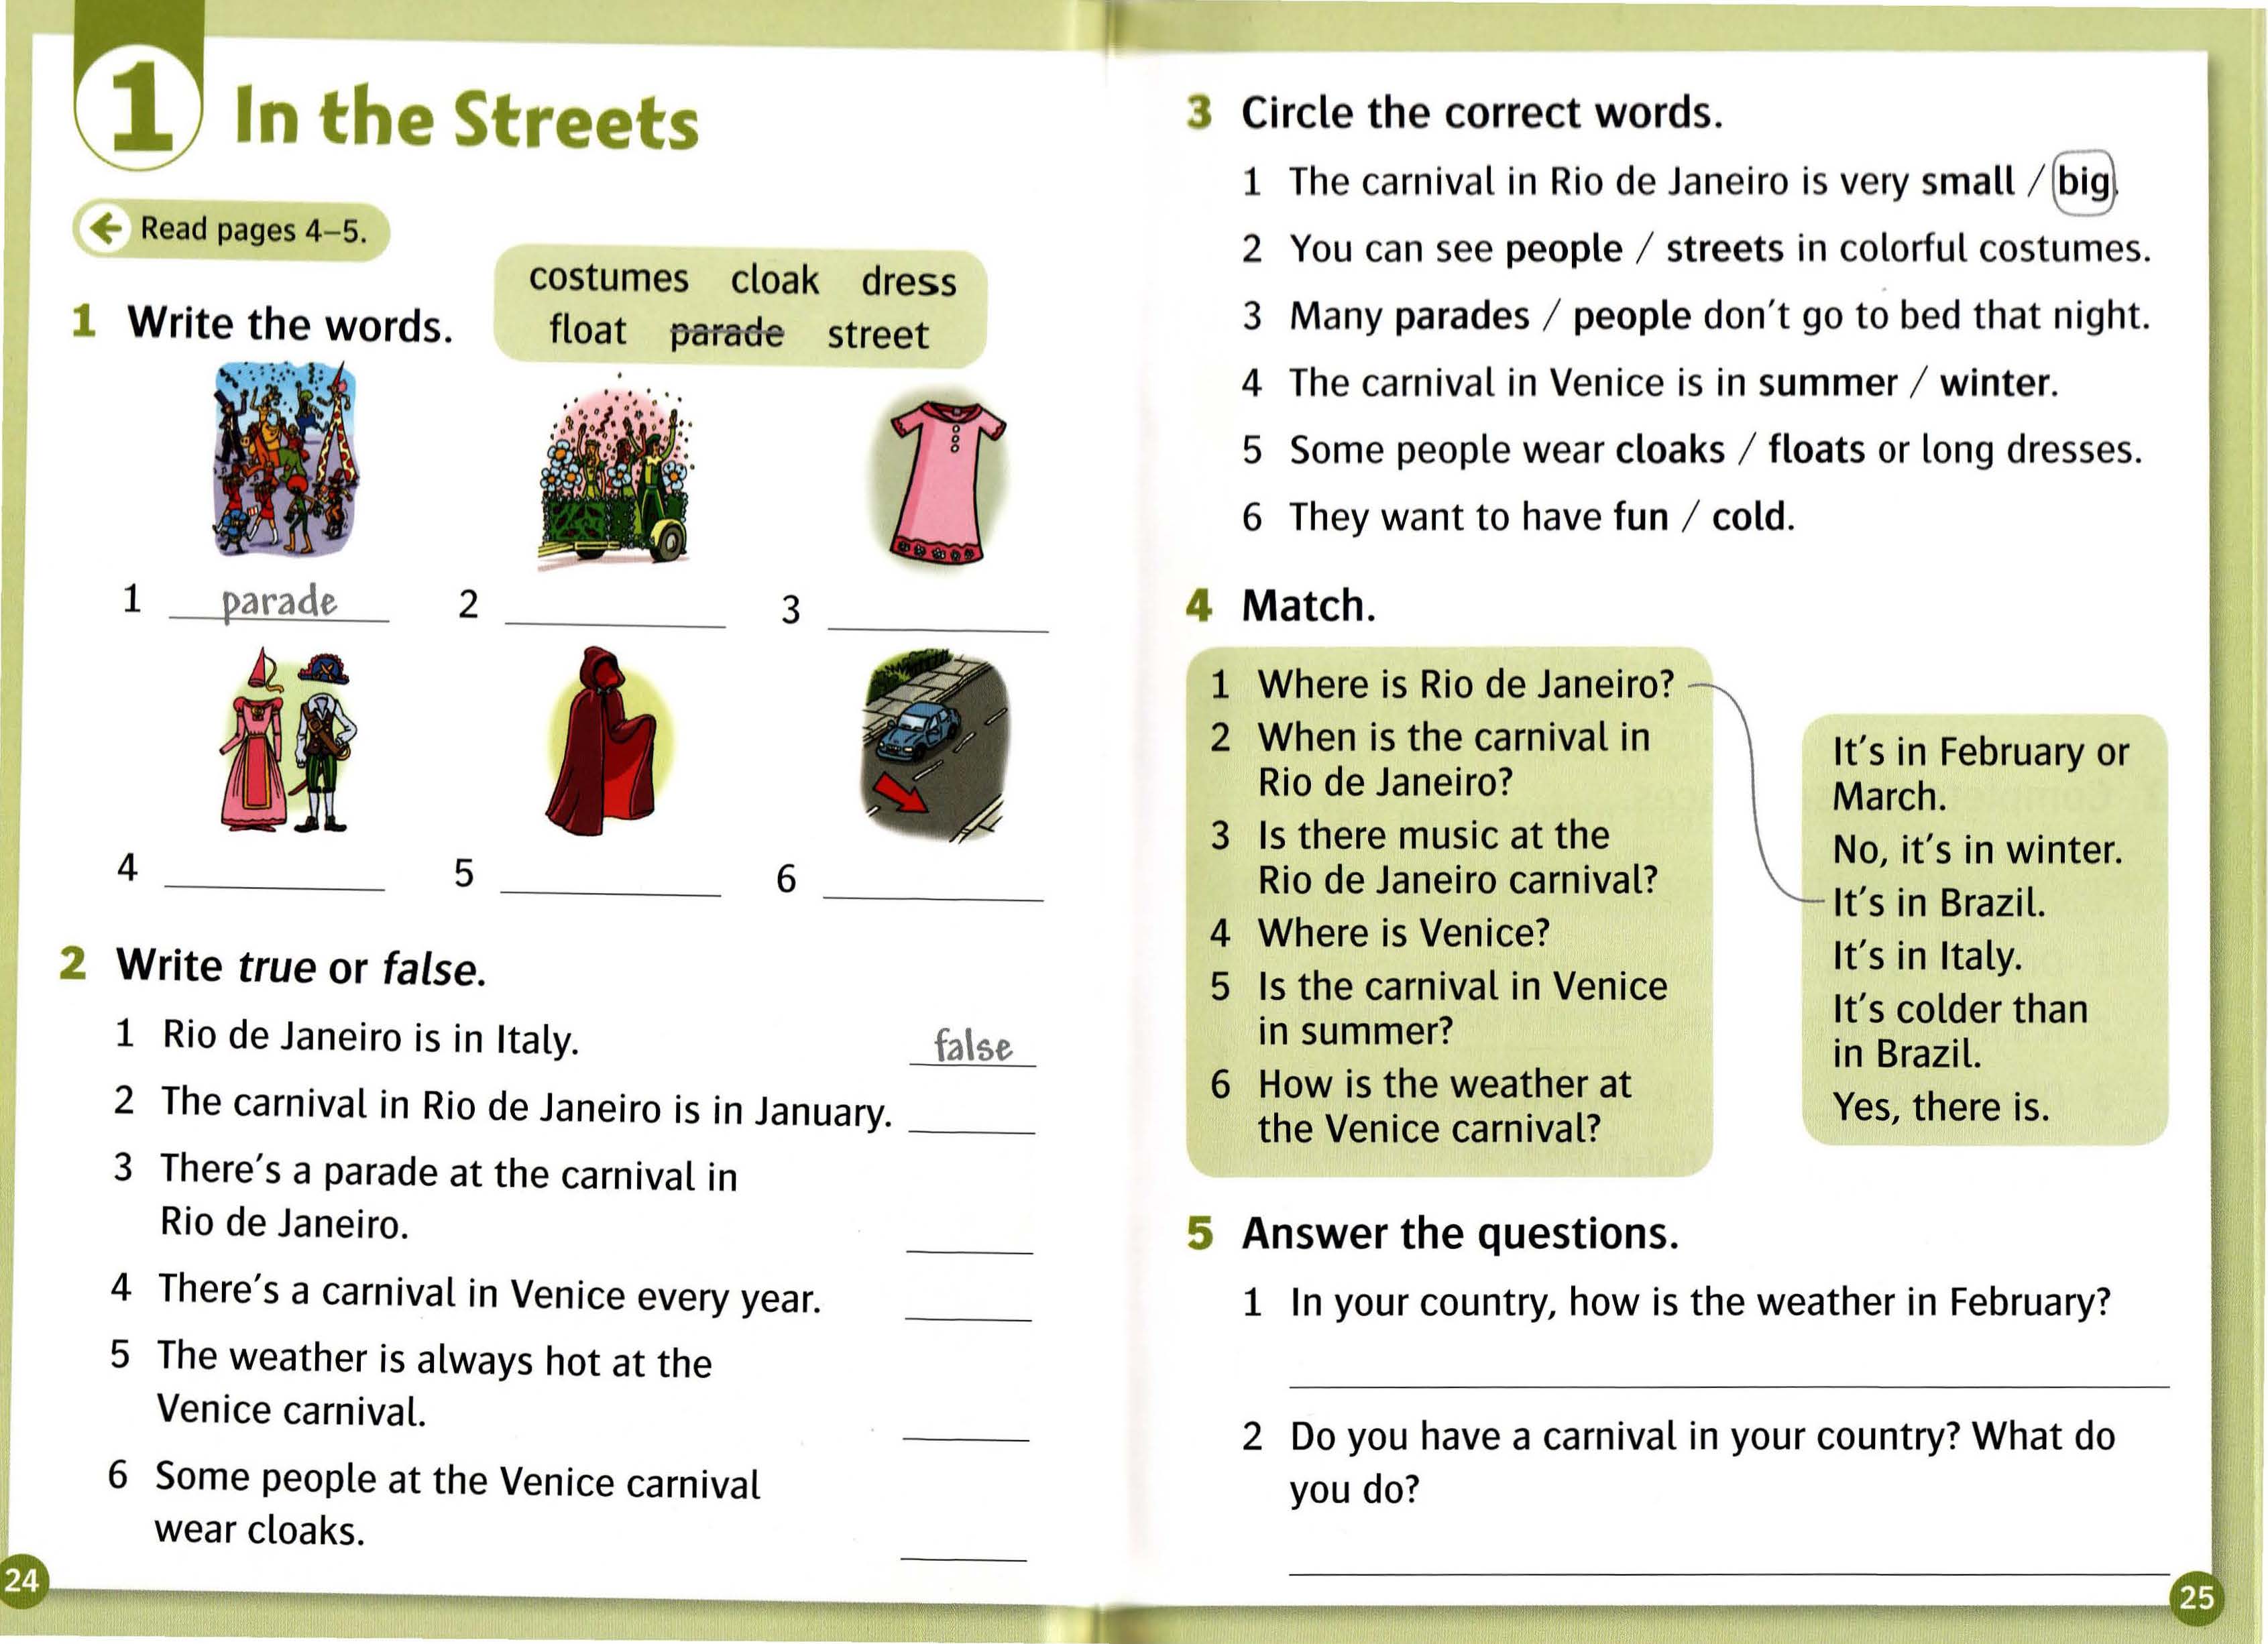 1 In the Streets
Read pages 4–5.
1 Write the words.
costumes cloak dress
float parade street
1 parade 2 3
4 5 6
2 Write true or false.
1 Rio de Janeiro is in Italy. false
2 The carnival in Rio de Janeiro is in January.
3 There's a parade at the carnival in
Rio de Janeiro.
4 There's a carnival in Venice every year.
5 The weather is always hot at the
Venice carnival.
6 Some people at the Venice carnival
wear cloaks.
24
3 Circle the correct words.
1 The carnival in Rio de Janeiro is very small / big.
2 You can see people / streets in colorful costumes.
3 Many parades / people don't go to bed that night.
4 The carnival in Venice is in summer / winter.
5 Some people wear cloaks / floats or long dresses.
6 They want to have fun / cold.
4 Match.
1 Where is Rio de Janeiro?
2 When is the carnival in
Rio de Janeiro?
3 Is there music at the
Rio de Janeiro carnival?
4 Where is Venice?
5 Is the carnival in Venice
in summer?
6 How is the weather at
the Venice carnival?
It's in February or
March.
No, it's in winter.
It's in Brazil.
It's in Italy.
It's colder than
in Brazil.
Yes, there is.
5 Answer the questions.
1 In your country, how is the weather in February?
2 Do you have a carnival in your country? What do
you do?
25